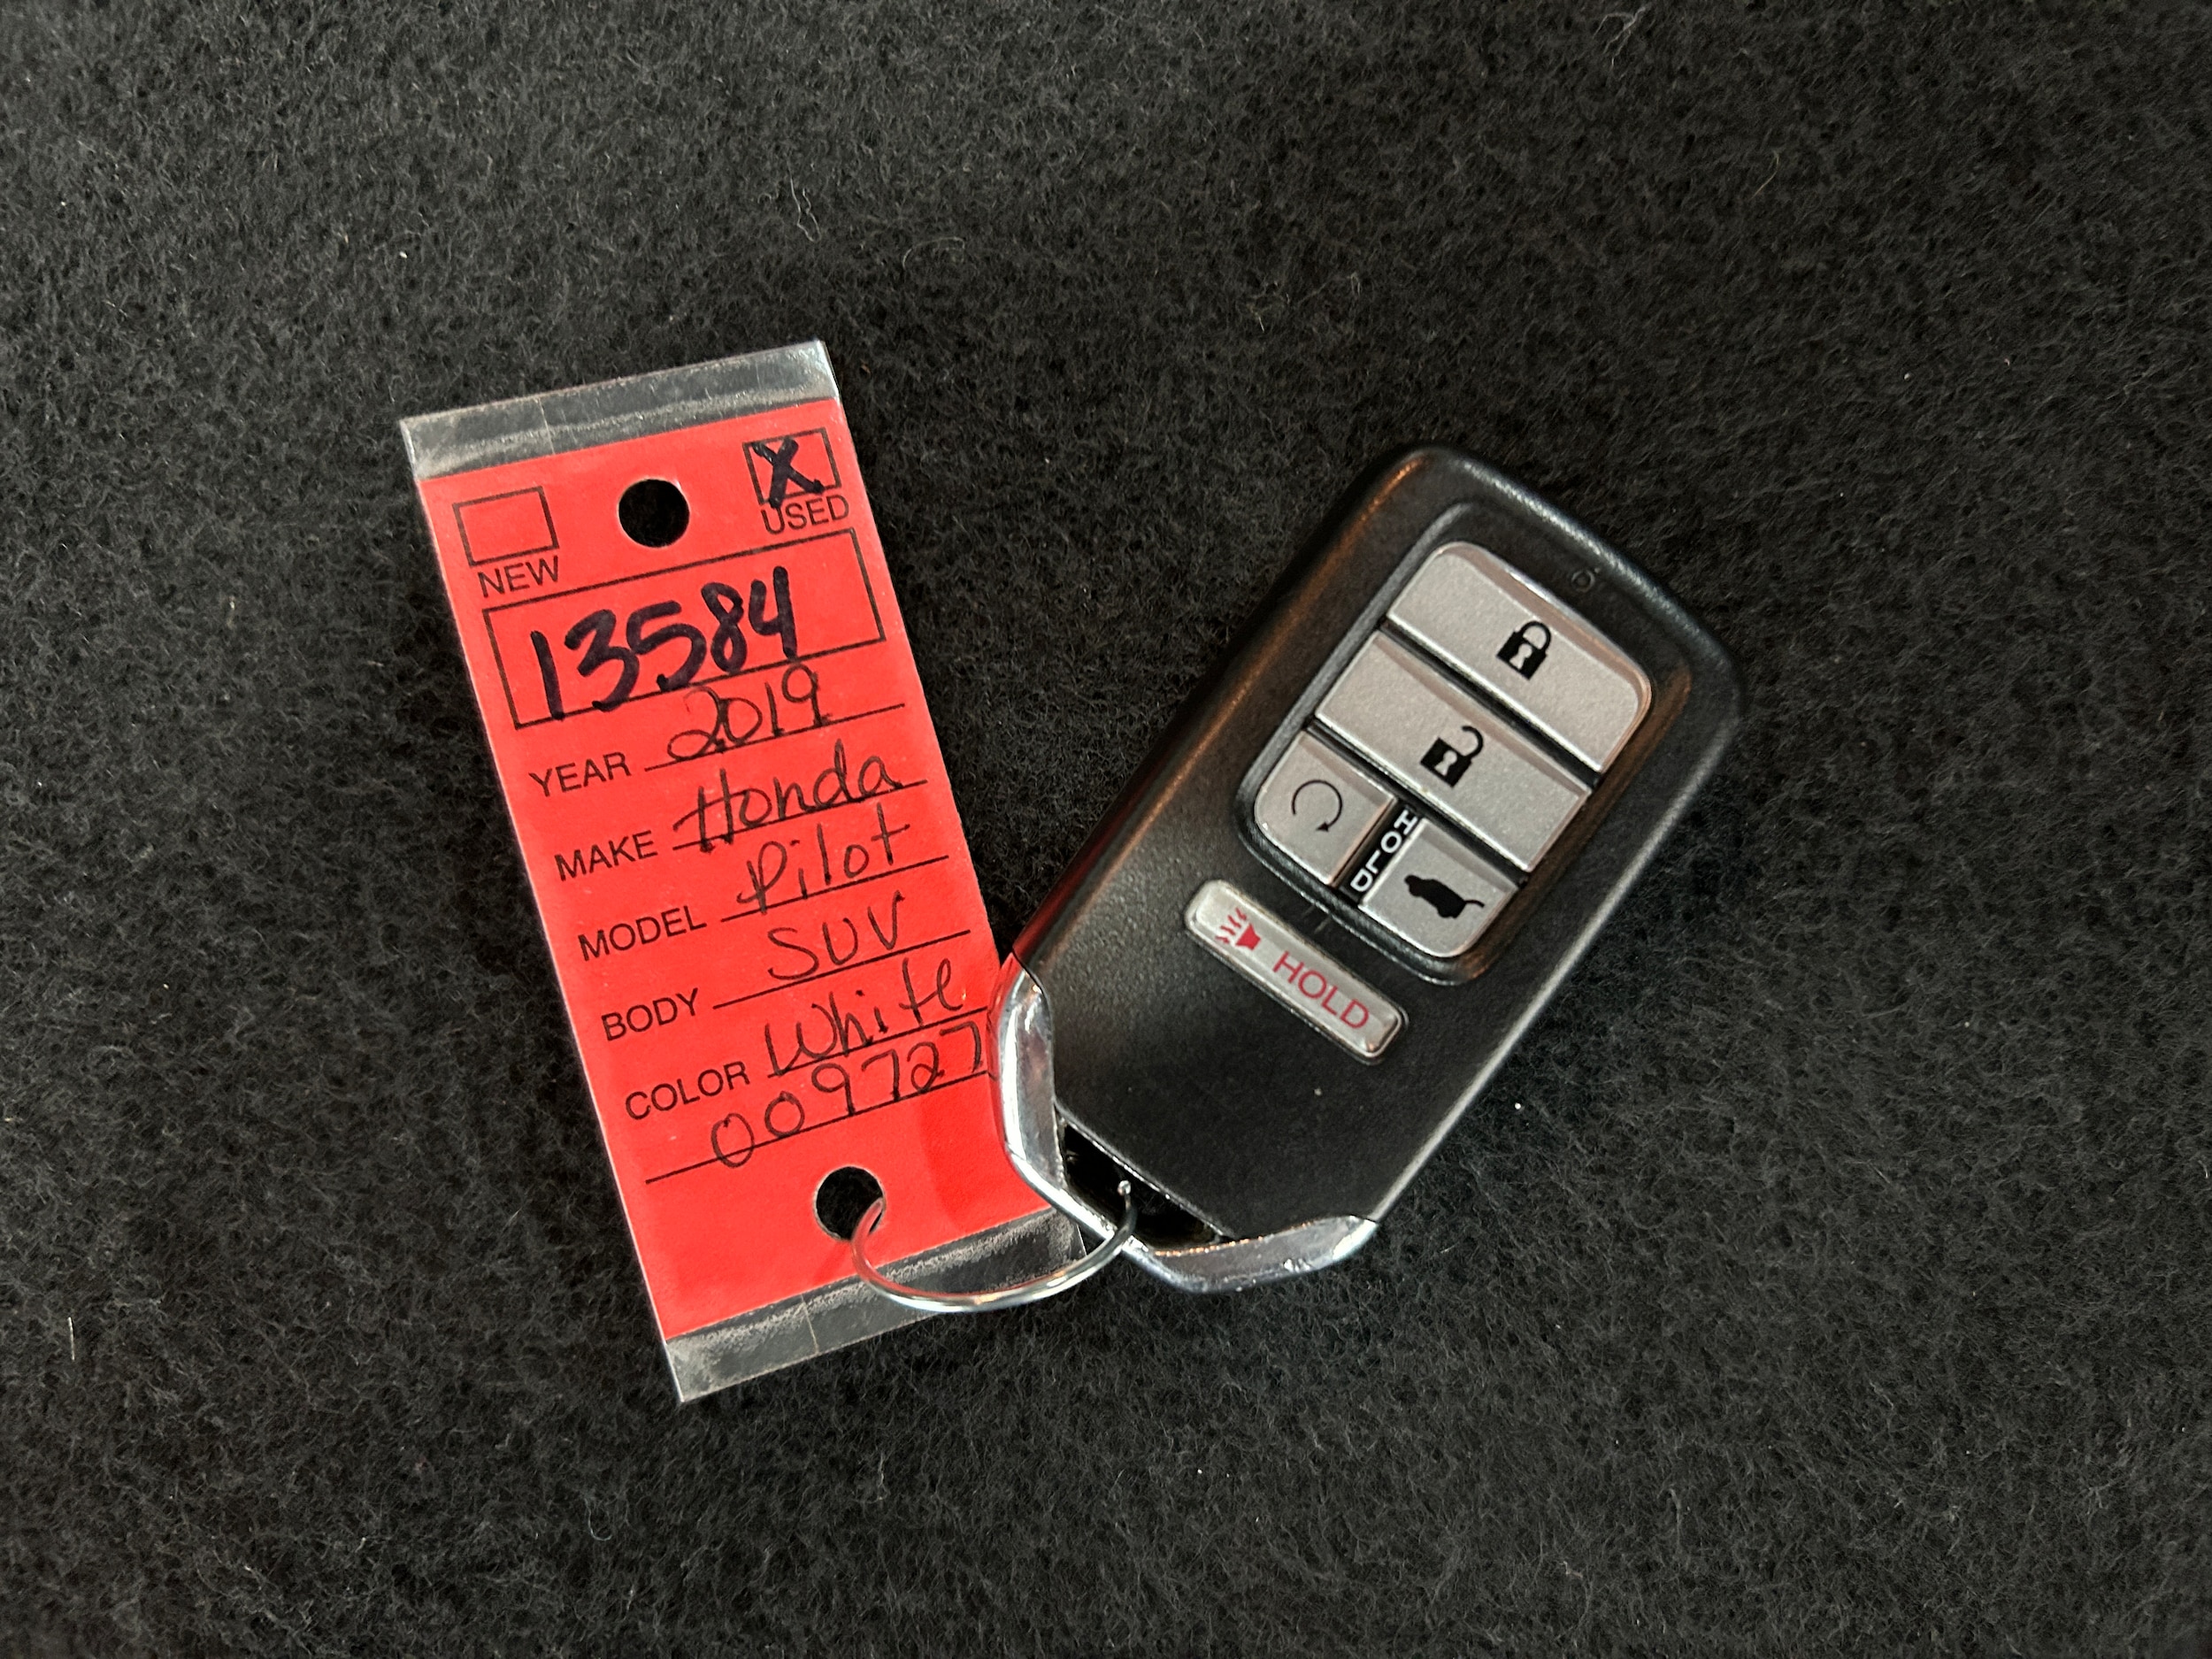 X
NEW USED
13584
YEAR 2019
MAKE Honda
MODEL Pilot
BODY SUV
COLOR White
009727
HOLD
HOLD